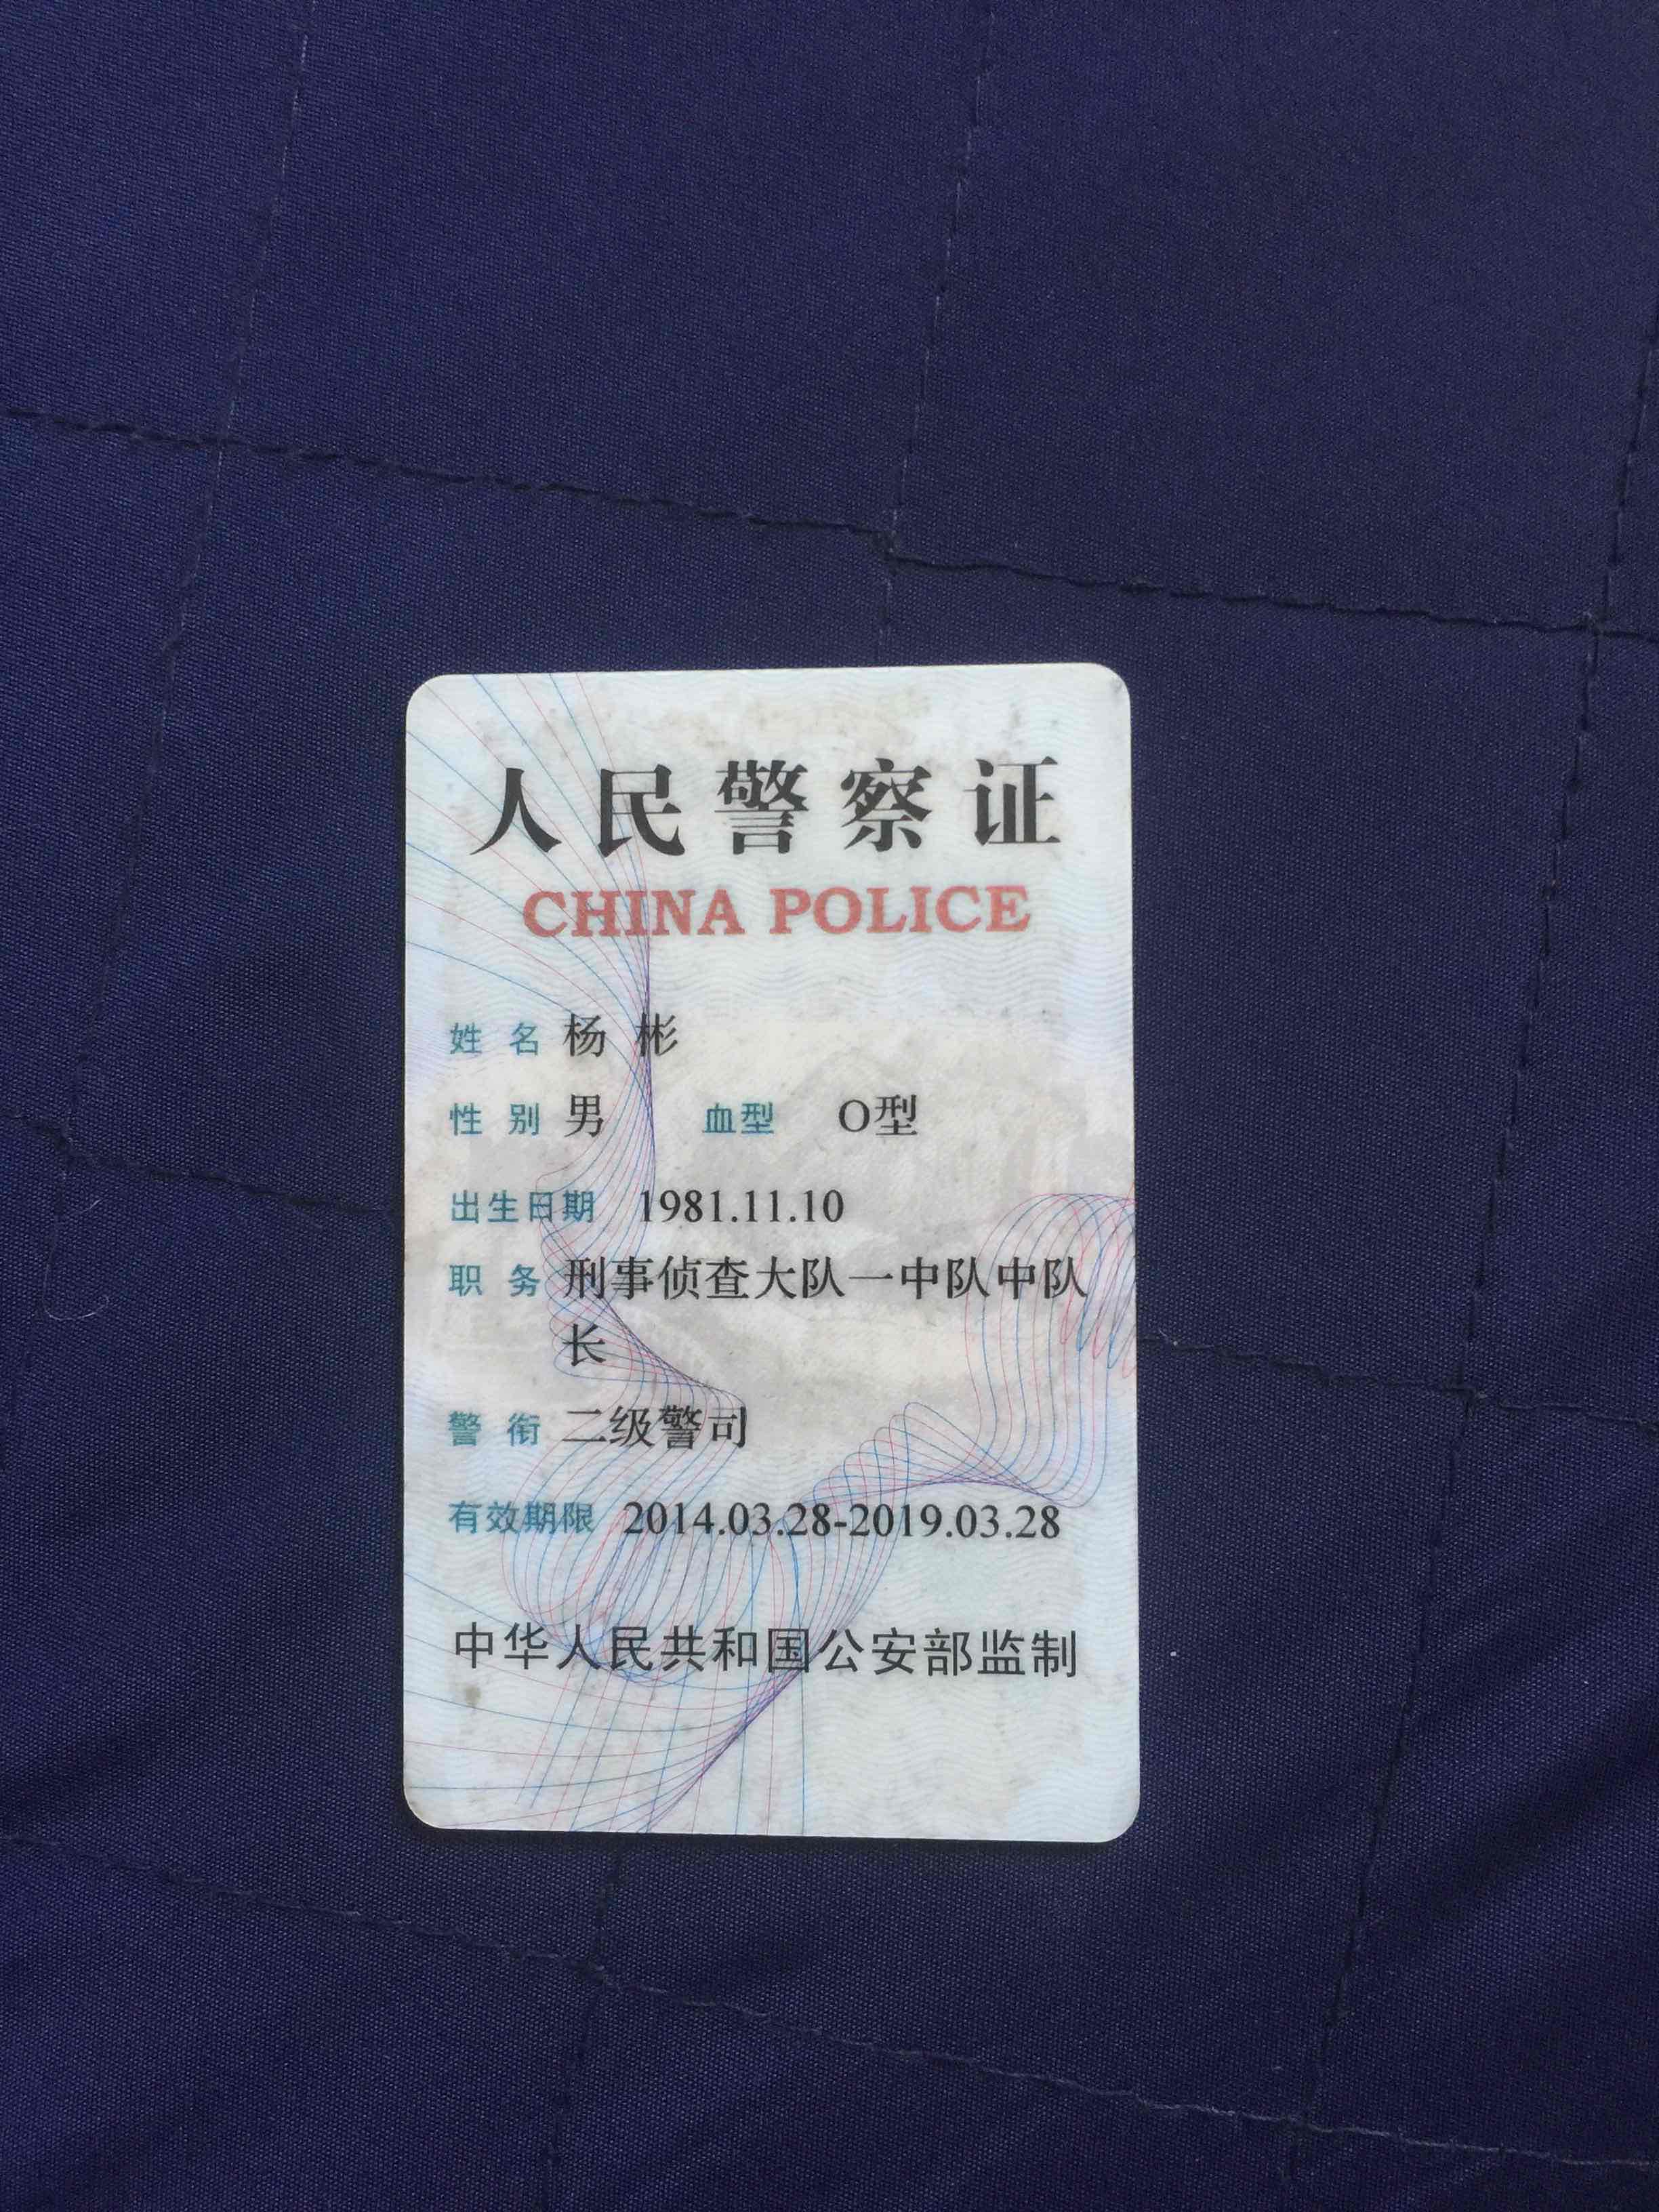 人民警察证
CHINA POLICE
姓 名 杨 彬
性 别 男 血型 O型
出生日期 1981.11.10
职 务 刑事侦查大队一中队中队
长
警 衔 二级警司
有效期限 2014.03.28-2019.03.28
中华人民共和国公安部监制